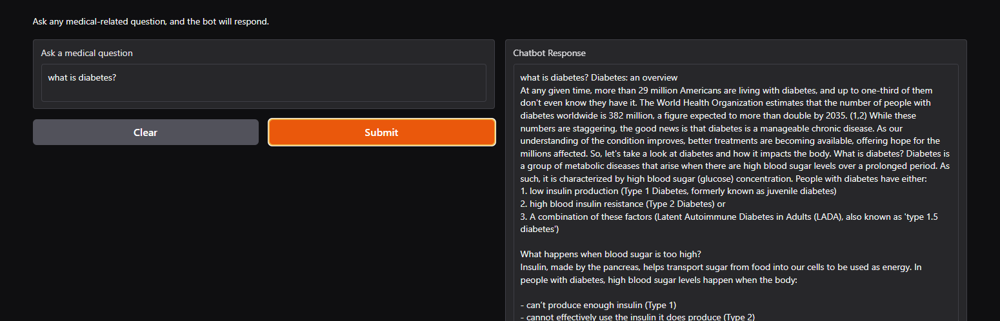 Ask any medical-related question, and the bot will respond.
Ask a medical question
what is diabetes?
Clear
Submit
Chatbot Response
what is diabetes? Diabetes: an overview
At any given time, more than 29 million Americans are living with diabetes, and up to one-third of them
don't even know they have it. The World Health Organization estimates that the number of people with
diabetes worldwide is 382 million, a figure expected to more than double by 2035. (1,2) While these
numbers are staggering, the good news is that diabetes is a manageable chronic disease. As our
understanding of the condition improves, better treatments are becoming available, offering hope for the
millions affected. So, let's take a look at diabetes and how it impacts the body. What is diabetes? Diabetes is
a group of metabolic diseases that arise when there are high blood sugar levels over a prolonged period. As
such, it is characterized by high blood sugar (glucose) concentration. People with diabetes have either:
1. low insulin production (Type 1 Diabetes, formerly known as juvenile diabetes)
2. high blood insulin resistance (Type 2 Diabetes) or
3. A combination of these factors (Latent Autoimmune Diabetes in Adults (LADA), also known as 'type 1.5
diabetes')
What happens when blood sugar is too high?
Insulin, made by the pancreas, helps transport sugar from food into our cells to be used as energy. In
people with diabetes, high blood sugar levels happen when the body:
- can't produce enough insulin (Type 1)
- cannot effectively use the insulin it does produce (Type 2)